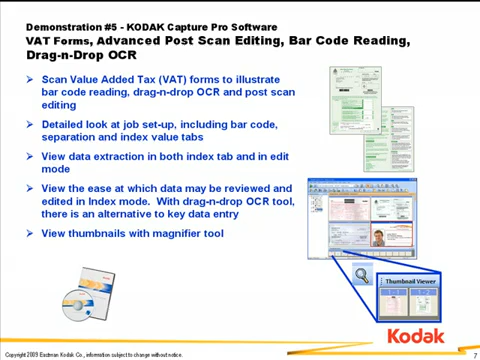 Demonstration #5 - KODAK Capture Pro Software
VAT Forms, Advanced Post Scan Editing, Bar Code Reading,
Drag-n-Drop OCR
Scan Value Added Tax (VAT) forms to illustrate
bar code reading, drag-n-drop OCR and post scan
editing
Detailed look at job set-up, including bar code,
separation and index value tabs
View data extraction in both index tab and in edit
mode
View the ease at which data may be reviewed and
edited in Index mode.  With drag-n-drop OCR tool,
there is an alternative to key data entry
View thumbnails with magnifier tool
Thumbnail Viewer
Kodak
Copyright 2009 Eastman Kodak Co., information subject to change without notice.
7